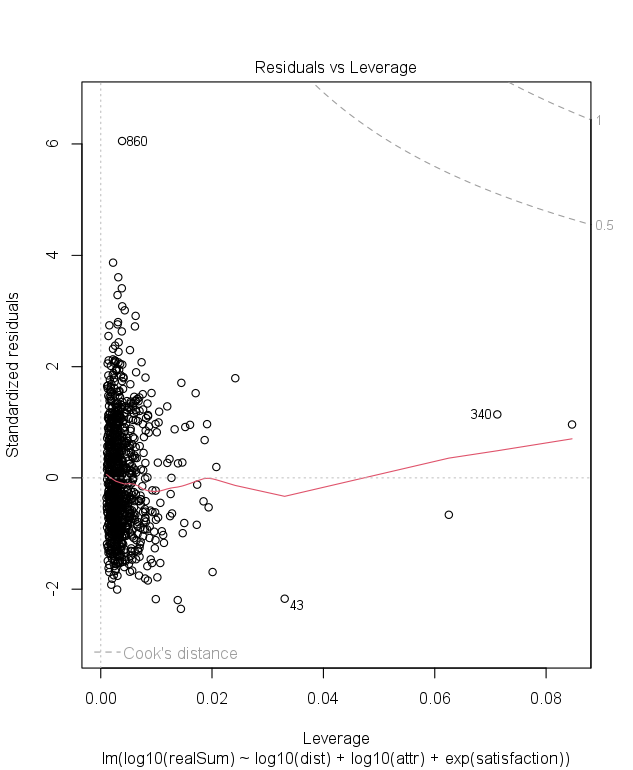 Residuals vs Leverage
Standardized residuals
6
4
2
0
-2
860
1
0.5
340
43
Cook's distance
0.00 0.02 0.04 0.06 0.08
Leverage
lm(log10(realSum) ~ log10(dist) + log10(attr) + exp(satisfaction))